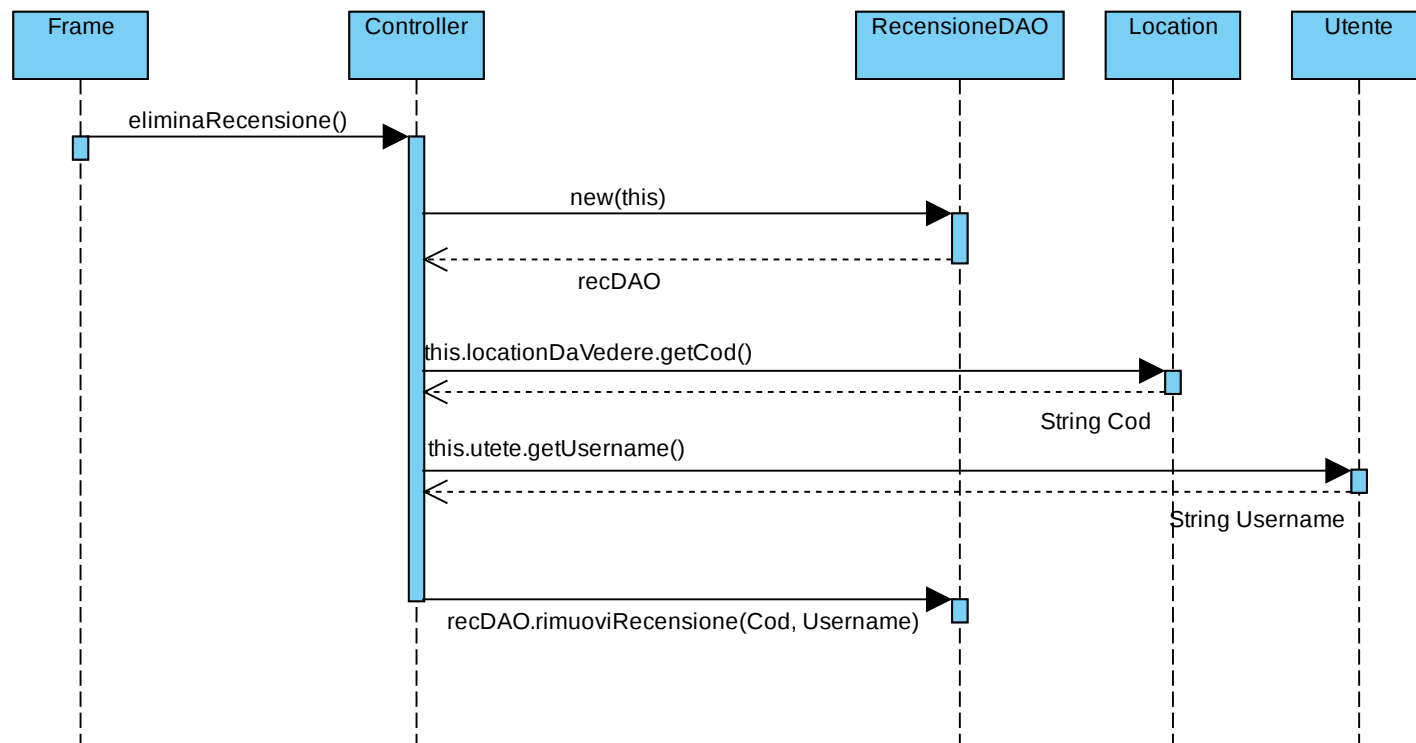 Frame
Controller
RecensioneDAO
Location
Utente
eliminaRecensione()
new(this)
recDAO
this.locationDaVedere.getCod()
String Cod
this.utete.getUsername()
String Username
recDAO.rimuoviRecensione(Cod, Username)